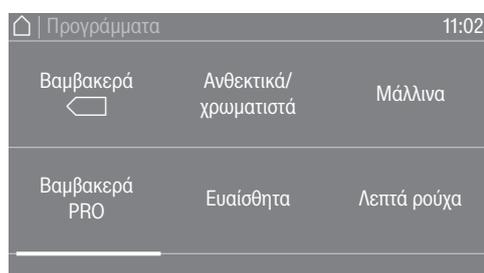 | Προγράμματα 11:02
Βαμβακερά
Ανθεκτικά/
χρωματιστά
Μάλλινα
Βαμβακερά
PRO
Ευαίσθητα
Λεπτά ρούχα